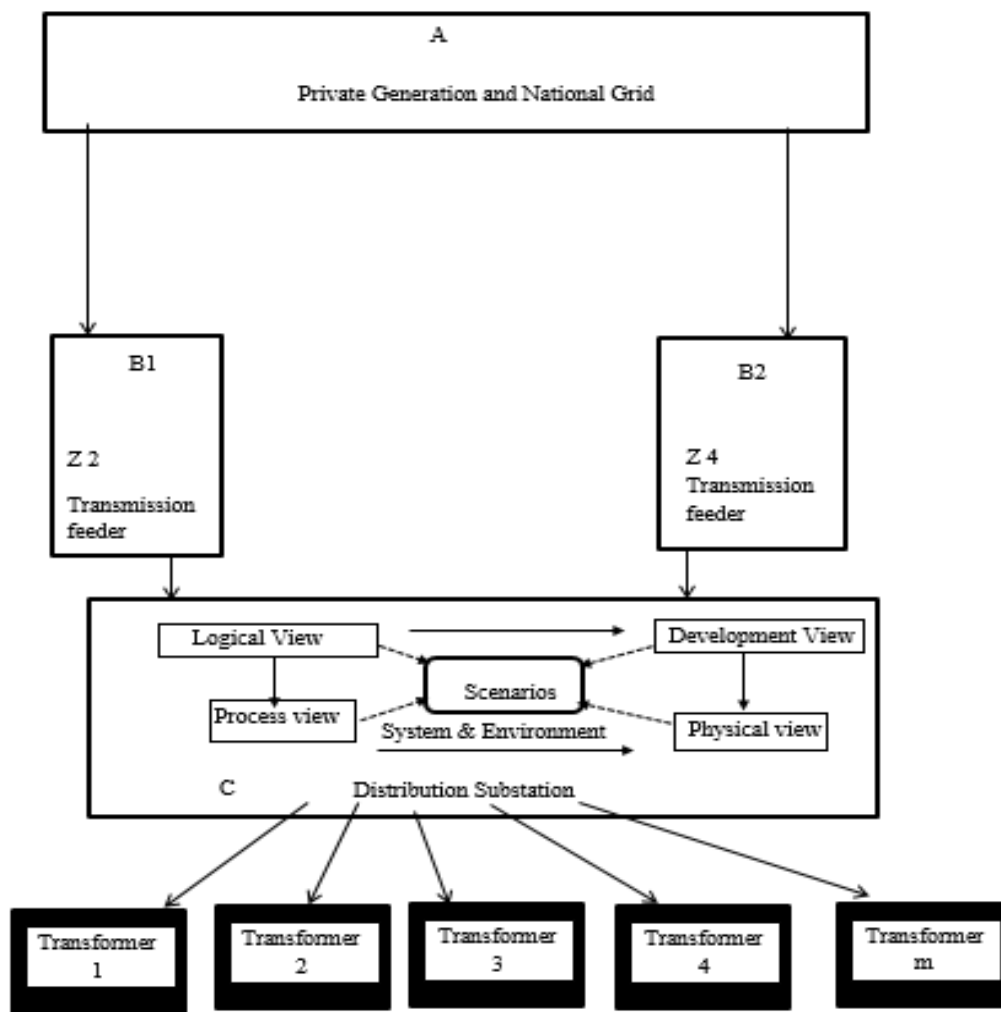 A
Private Generation and National Grid
B1
Z 2
Transmission
feeder
B2
Z 4
Transmission
feeder
Logical View
Development View
Scenarios
Process view
System & Environment
Physical view
C
Distribution Substation
Transformer
1
Transformer
2
Transformer
3
Transformer
4
Transformer
m